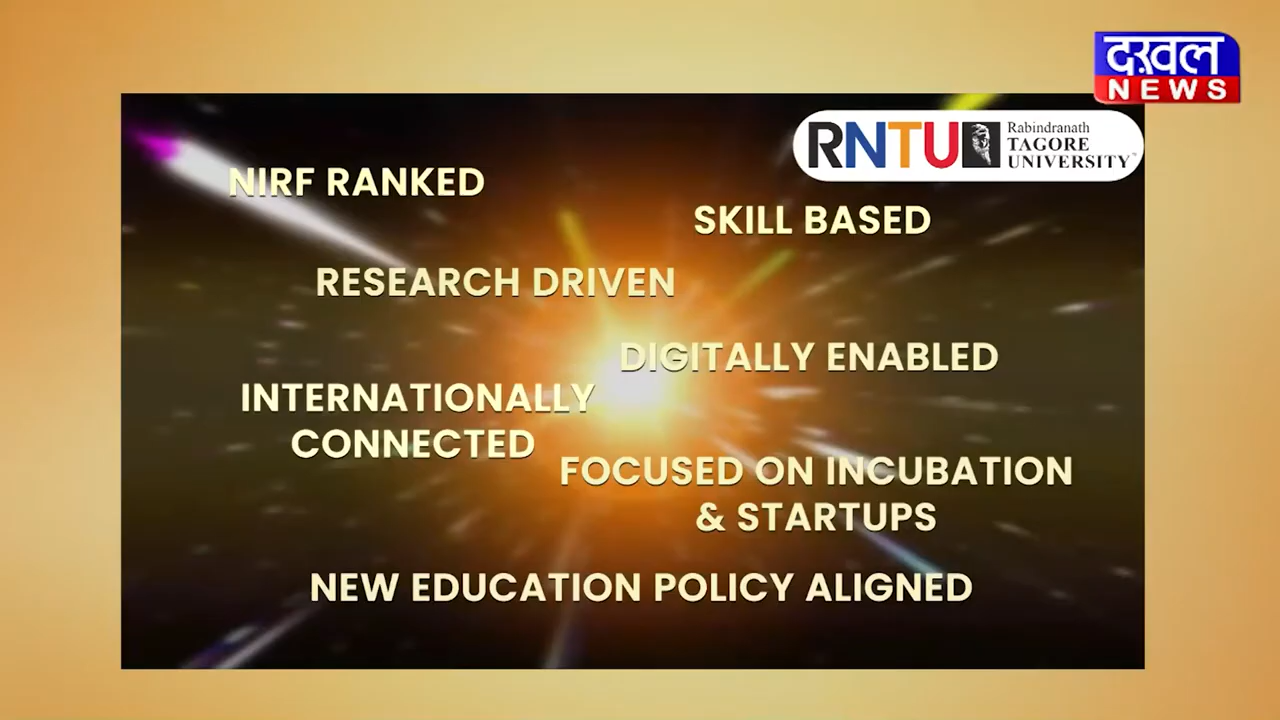 दख़ल
NEWS
RNTU
Rabindranath
TAGORE
UNIVERSITY
NIRF RANKED
SKILL BASED
RESEARCH DRIVEN
DIGITALLY ENABLED
INTERNATIONALLY
CONNECTED
FOCUSED ON INCUBATION
& STARTUPS
NEW EDUCATION POLICY ALIGNED